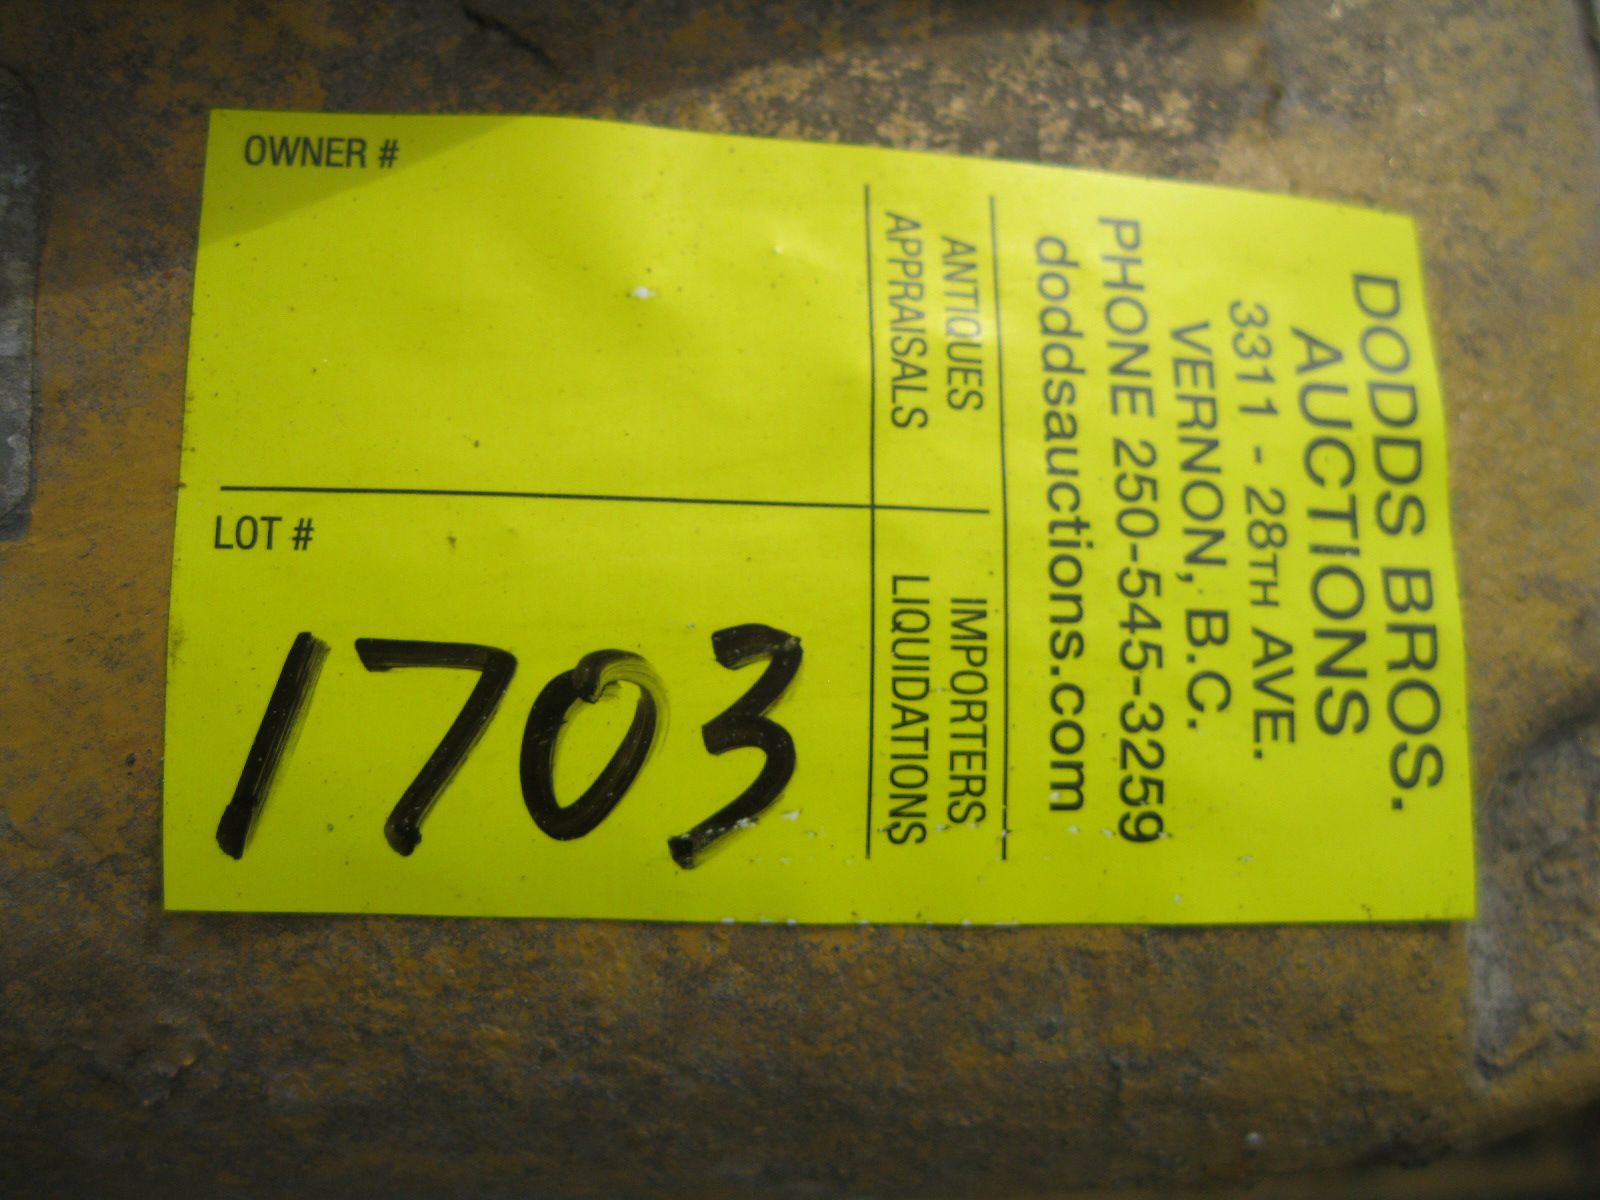 DODDS BROS.
AUCTIONS
3311 - 28TH AVE.
VERNON, B.C.
PHONE 250-545-3259
doddsauctions.com
ANTIQUES IMPORTERS
APPRAISALS LIQUIDATIONS
OWNER #
LOT #
1703